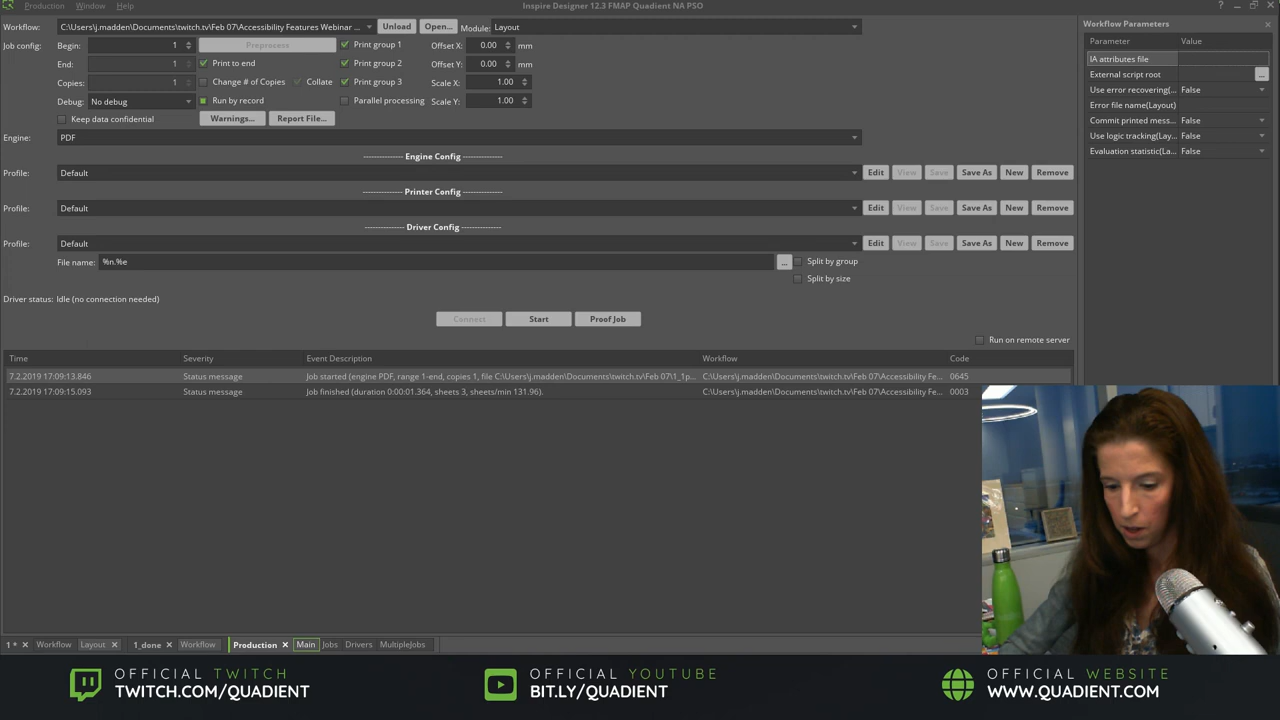 Production Window Help
Inspire Designer 12.3 FMAP Quadient NA PSO
Workflow: C:\Users\j.madden\Documents\twitch.tv\Feb 07\Accessibility Features Webinar ... Unload Open... Module: Layout
Job config: Begin: 1 Preprocess Print group 1 Offset X: 0.00 mm
End: 1 Print to end Print group 2 Offset Y: 0.00 mm
Copies: 1 Change # of Copies Collate Print group 3 Scale X: 1.00
Debug: No debug Run by record Parallel processing Scale Y: 1.00
Keep data confidential Warnings... Report File...
Engine: PDF
--------------- Engine Config ---------------
Profile: Default Edit View Save Save As New Remove
--------------- Printer Config ---------------
Profile: Default Edit View Save Save As New Remove
--------------- Driver Config ---------------
Profile: Default Edit View Save Save As New Remove
File name: %n.%e ... Split by group
Split by size
Driver status: Idle (no connection needed)
Connect Start Proof Job
Run on remote server
Time Severity Event Description Workflow Code
7.2.2019 17:09:13.846 Status message Job started (engine PDF, range 1-end, copies 1, file C:\Users\j.madden\Documents\twitch.tv\Feb 07\1_1p... C:\Users\j.madden\Documents\twitch.tv\Feb 07\Accessibility Fe... 0645
7.2.2019 17:09:15.093 Status message Job finished (duration 0:00:01.364, sheets 3, sheets/min 131.96). C:\Users\j.madden\Documents\twitch.tv\Feb 07\Accessibility Fe... 0003
Workflow Parameters
Parameter Value
IA attributes file
External script root ...
Use error recovering(... False
Error file name(Layout)
Commit printed mess... False
Use logic tracking(Lay... False
Evaluation statistic(La... False
1 * Workflow Layout 1_done Workflow Production Main Jobs Drivers MultipleJobs
OFFICIAL TWITCH
TWITCH.COM/QUADIENT
OFFICIAL YOUTUBE
BIT.LY/QUADIENT
OFFICIAL WEBSITE
WWW.QUADIENT.COM